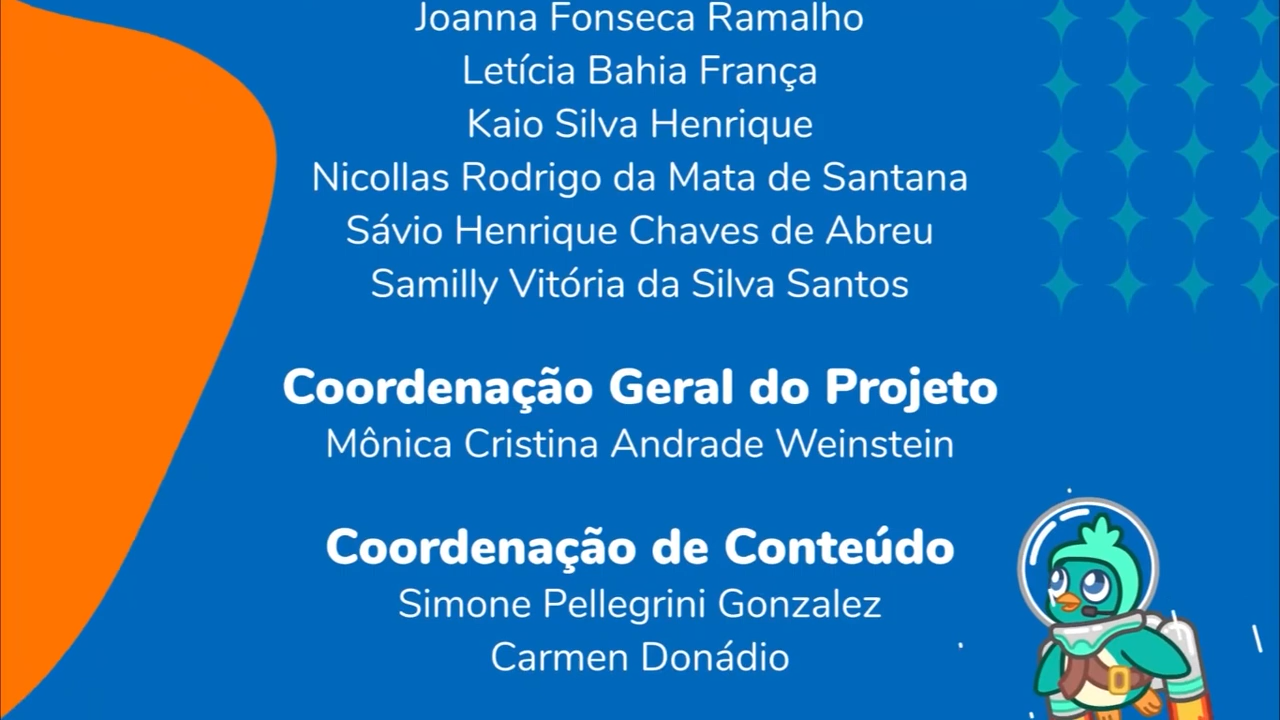 Joanna Fonseca Ramalho
Letícia Bahia França
Kaio Silva Henrique
Nicollas Rodrigo da Mata de Santana
Sávio Henrique Chaves de Abreu
Samilly Vitória da Silva Santos
Coordenação Geral do Projeto
Mônica Cristina Andrade Weinstein
Coordenação de Conteúdo
Simone Pellegrini Gonzalez
Carmen Donádio